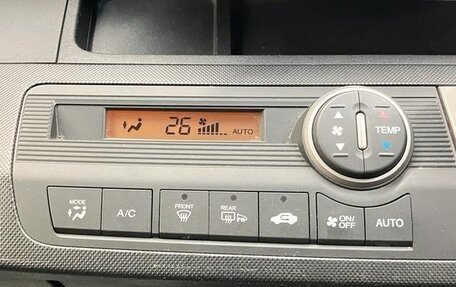 26 AUTO
TEMP
MODE
A/C
FRONT
REAR
ON/
OFF
AUTO